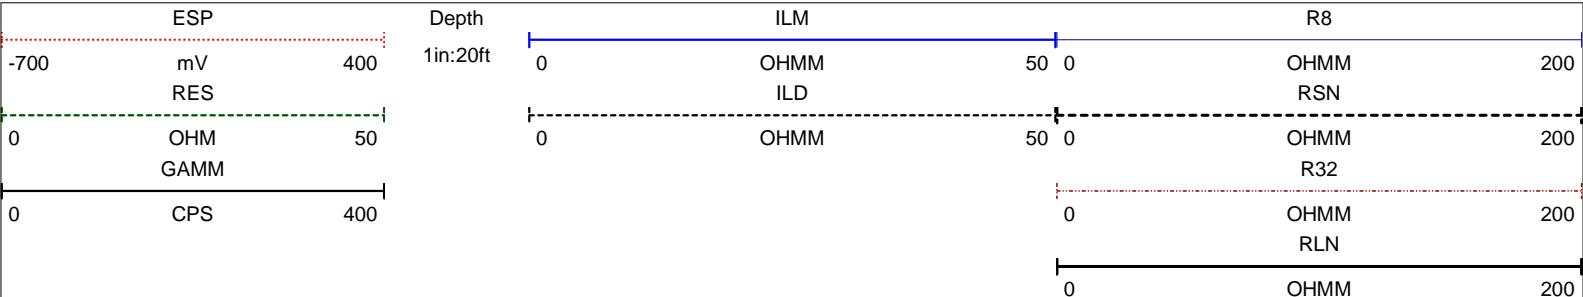 ESP Depth ILM R8
-700 mV 400 1in:20ft 0 OHMM 50 0 OHMM 200
RES ILD RSN
0 OHM 50 0 OHMM 50 0 OHMM 200
GAMM R32
0 CPS 400 0 OHMM 200
RLN
0 OHMM 200